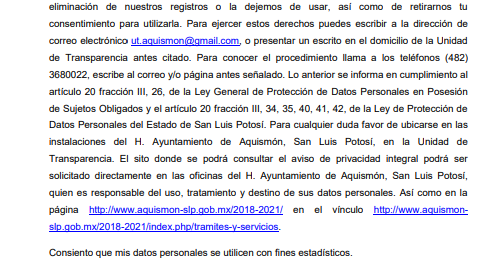 eliminación de nuestros registros o la dejemos de usar, así como de retirarnos tu
consentimiento para utilizarla. Para ejercer estos derechos puedes escribir a la dirección de
correo electrónico ut.aquismon@gmail.com, o presentar un escrito en el domicilio de la Unidad
de Transparencia antes citado. Para conocer el procedimiento llama a los teléfonos (482)
3680022, escribe al correo y/o página antes señalado. Lo anterior se informa en cumplimiento al
artículo 20 fracción III, 26, de la Ley General de Protección de Datos Personales en Posesión
de Sujetos Obligados y el artículo 20 fracción III, 34, 35, 40, 41, 42, de la Ley de Protección de
Datos Personales del Estado de San Luis Potosí. Para cualquier duda favor de ubicarse en las
instalaciones del H. Ayuntamiento de Aquismón, San Luis Potosí, en la Unidad de
Transparencia. El sito donde se podrá consultar el aviso de privacidad integral podrá ser
solicitado directamente en las oficinas del H. Ayuntamiento de Aquismón, San Luis Potosí,
quien es responsable del uso, tratamiento y destino de sus datos personales. Así como en la
página http://www.aquismon-slp.gob.mx/2018-2021/ en el vínculo http://www.aquismon-
slp.gob.mx/2018-2021/index.php/tramites-y-servicios.
Consiento que mis datos personales se utilicen con fines estadísticos.